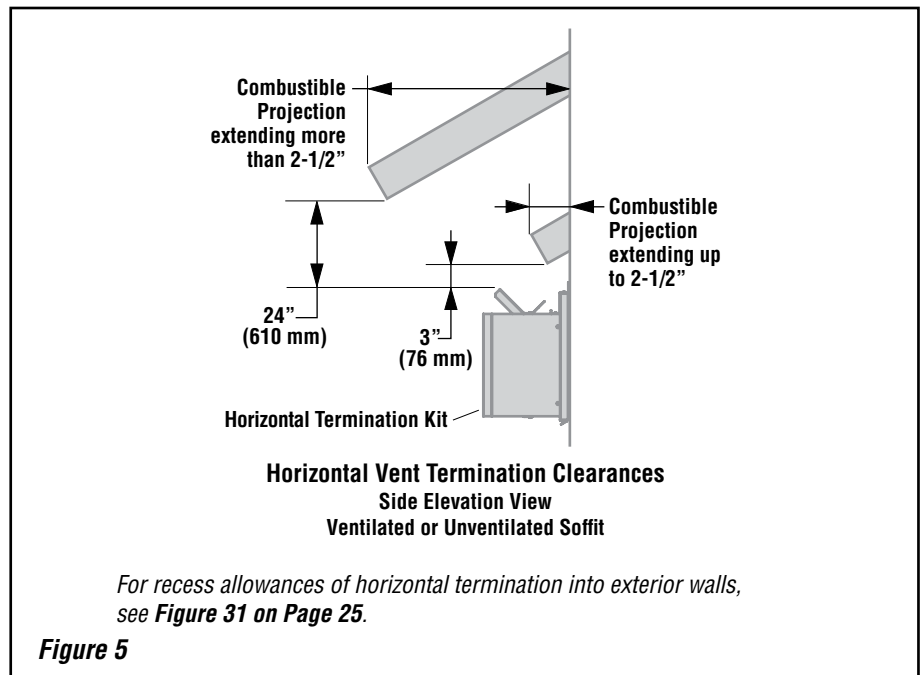 Combustible
Projection
extending more
than 2-1/2”
Combustible
Projection
extending up
to 2-1/2”
24”
(610 mm)
3”
(76 mm)
Horizontal Termination Kit
Horizontal Vent Termination Clearances
Side Elevation View
Ventilated or Unventilated Soffit
For recess allowances of horizontal termination into exterior walls,
see Figure 31 on Page 25.
Figure 5